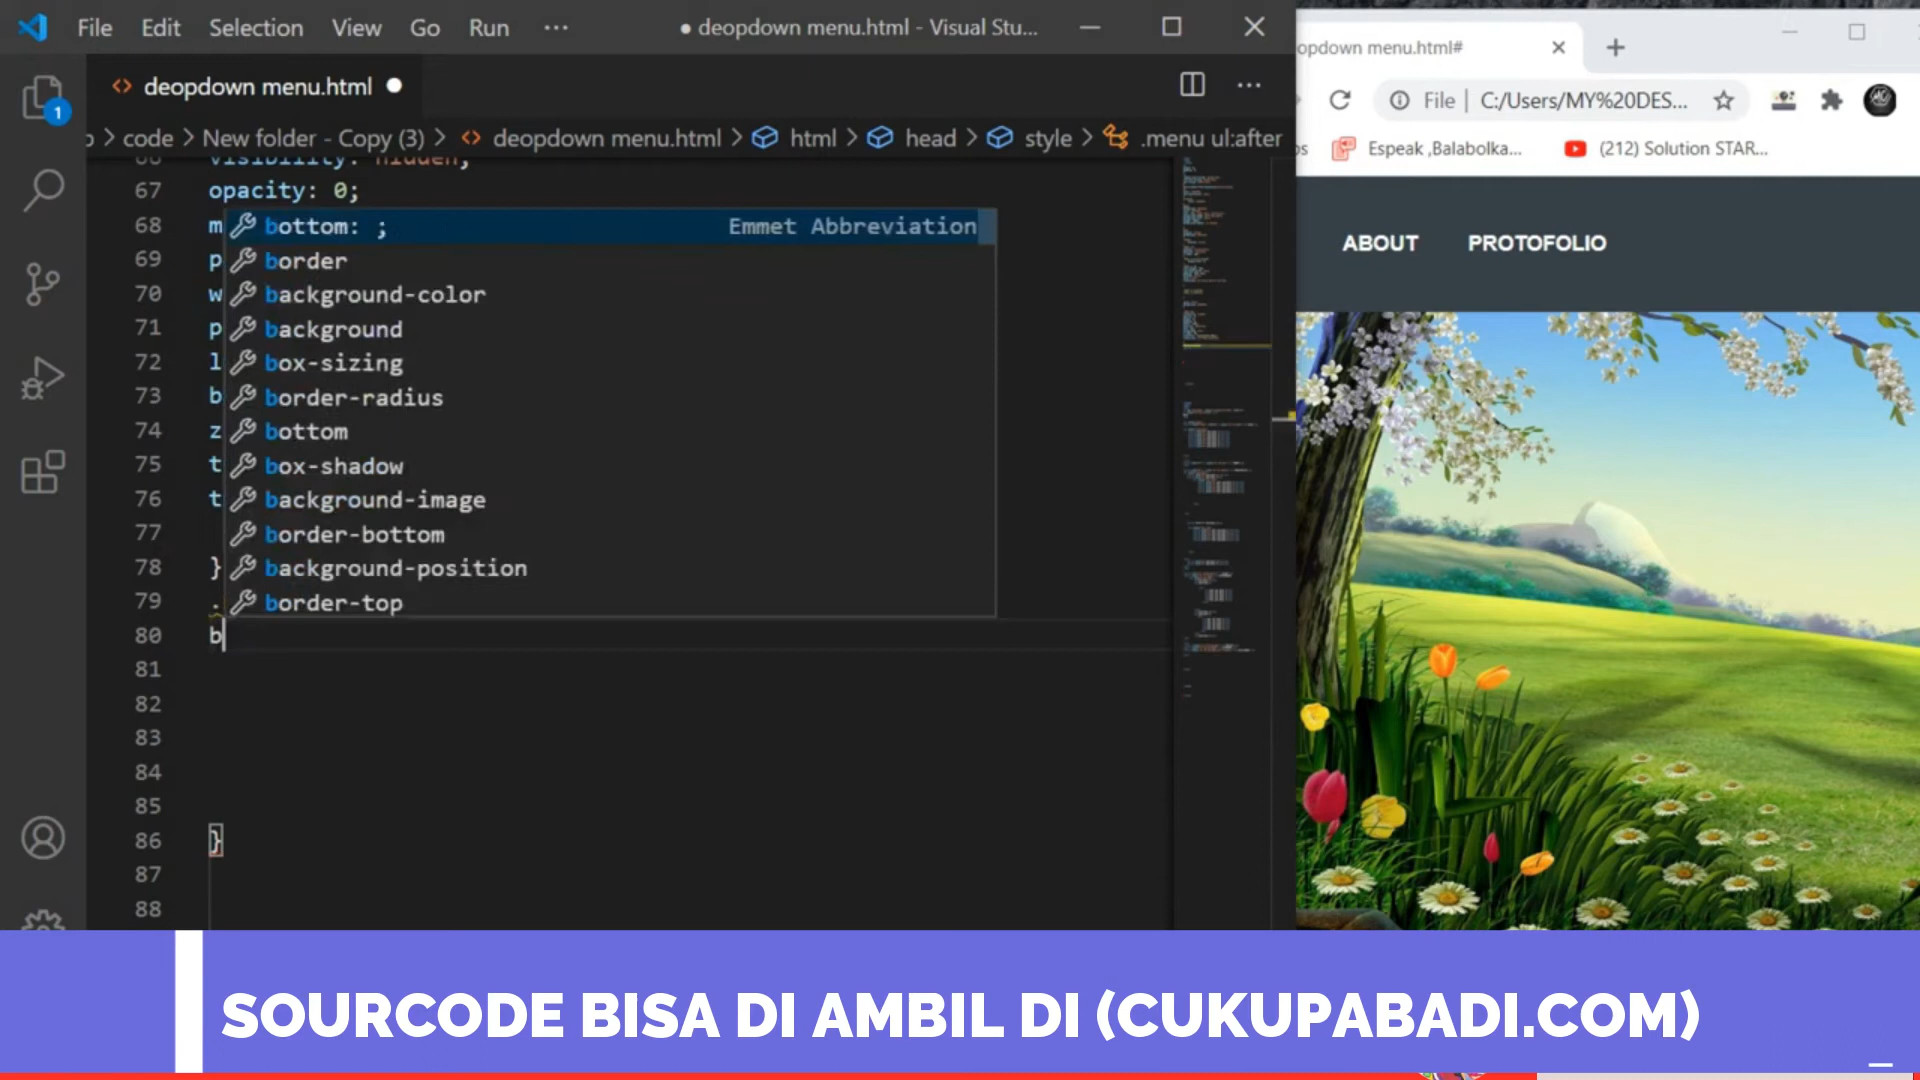 File Edit Selection View Go Run ···
● deopdown menu.html - Visual Stu...
deopdown menu.html ●
1
> code > New folder - Copy (3) > deopdown menu.html > html > head > style > .menu ul:after
66 visibility: hidden;
67 opacity: 0;
68 m bottom: ; Emmet Abbreviation
69 p border
70 w background-color
71 p background
72 l box-sizing
73 b border-radius
74 z bottom
75 t box-shadow
76 t background-image
77 border-bottom
78 } background-position
79 . border-top
80 b
81
82
83
84
85
86 }
87
88
opdown menu.html#
File | C:/Users/MY%20DES...
Espeak ,Balabolka...
(212) Solution STAR...
ABOUT PROTOFOLIO
SOURCODE BISA DI AMBIL DI (CUKUPABADI.COM)